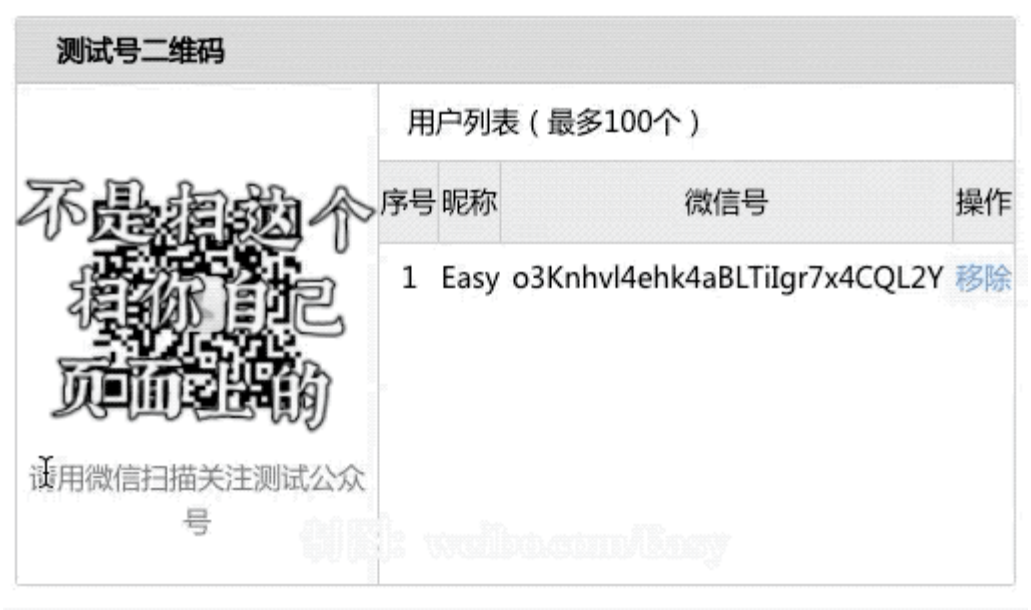 测试号二维码
用户列表（最多100个）
序号 昵称 微信号 操作
不是扫这个
扫你自己
页面上的
1 Easy o3Knhvl4ehk4aBLTiIgr7x4CQL2Y 移除
请用微信扫描关注测试公众
号
制图: weibo.com/Easy